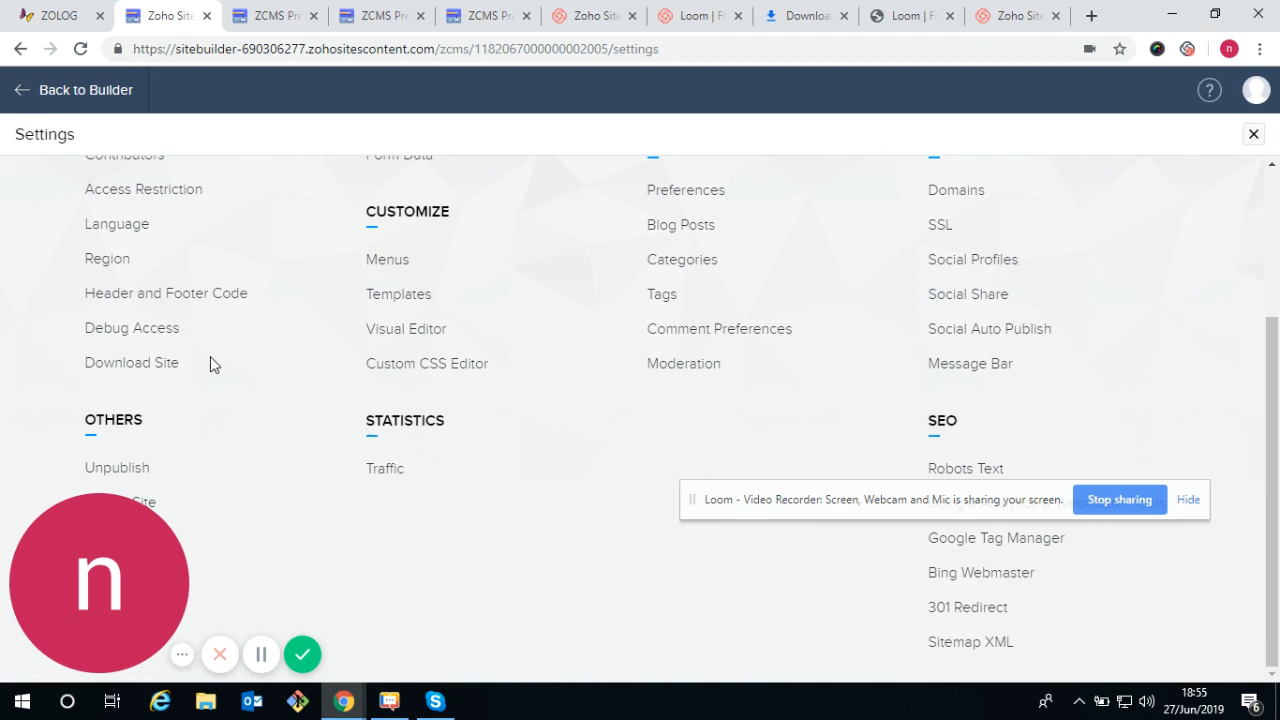 ZOLOG
Zoho Site
ZCMS Pre
ZCMS Pre
ZCMS Pre
Zoho Site
Loom | F
Downloa
Loom | F
Zoho Site
https://sitebuilder-690306277.zohositescontent.com/zcms/1182067000000002005/settings
n
Back to Builder
?
Settings
Contributors
Access Restriction
Language
Region
Header and Footer Code
Debug Access
Download Site
OTHERS
Unpublish
Site
Form Data
CUSTOMIZE
Menus
Templates
Visual Editor
Custom CSS Editor
STATISTICS
Traffic
Preferences
Blog Posts
Categories
Tags
Comment Preferences
Moderation
Domains
SSL
Social Profiles
Social Share
Social Auto Publish
Message Bar
SEO
Robots Text
Google Tag Manager
Bing Webmaster
301 Redirect
Sitemap XML
Loom - Video Recorder: Screen, Webcam and Mic is sharing your screen.
Stop sharing
Hide
n
18:55
27/Jun/2019
6